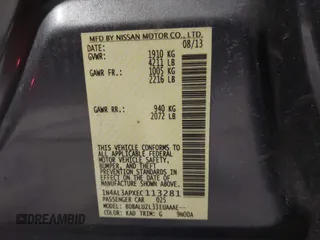 MFD BY NISSAN MOTOR CO., LTD.
DATE: 08/13
GVWR: 1910 KG
4211 LB
GAWR FR.: 1005 KG
2216 LB
GAWR RR.: 940 KG
2072 LB
THIS VEHICLE CONFORMS TO ALL
APPLICABLE FEDERAL MOTOR
VEHICLE SAFETY, BUMPER, AND
THEFT PREVENTION STANDARDS
IN EFFECT ON THE DATE OF
MANUFACTURE SHOWN ABOVE.
1N4AL3APXEC113281
PASSENGER CAR 025
MODEL:
COLOR: KAD TRIM: G